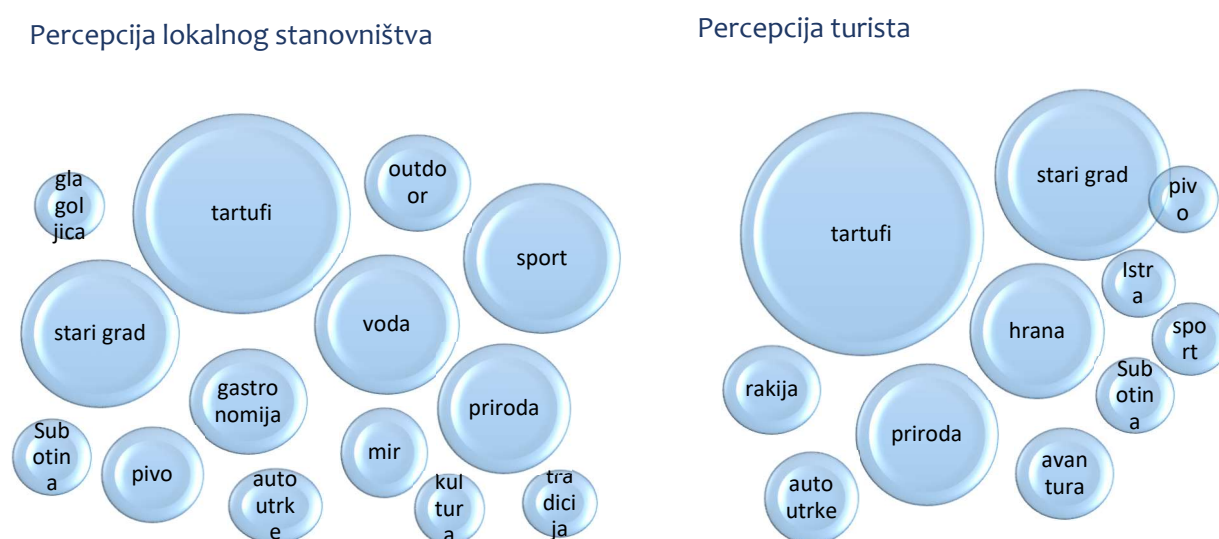 Percepcija lokalnog stanovništva
gla
gol
jica
tartufi
outdo
or
sport
stari grad
voda
gastro
nomija
priroda
mir
Sub
otin
a
pivo
auto
utrk
e
kul
tur
a
tra
dici
ja
Percepcija turista
tartufi
stari grad
piv
o
Istr
a
hrana
spo
rt
Sub
otin
a
rakija
priroda
avan
tura
auto
utrke